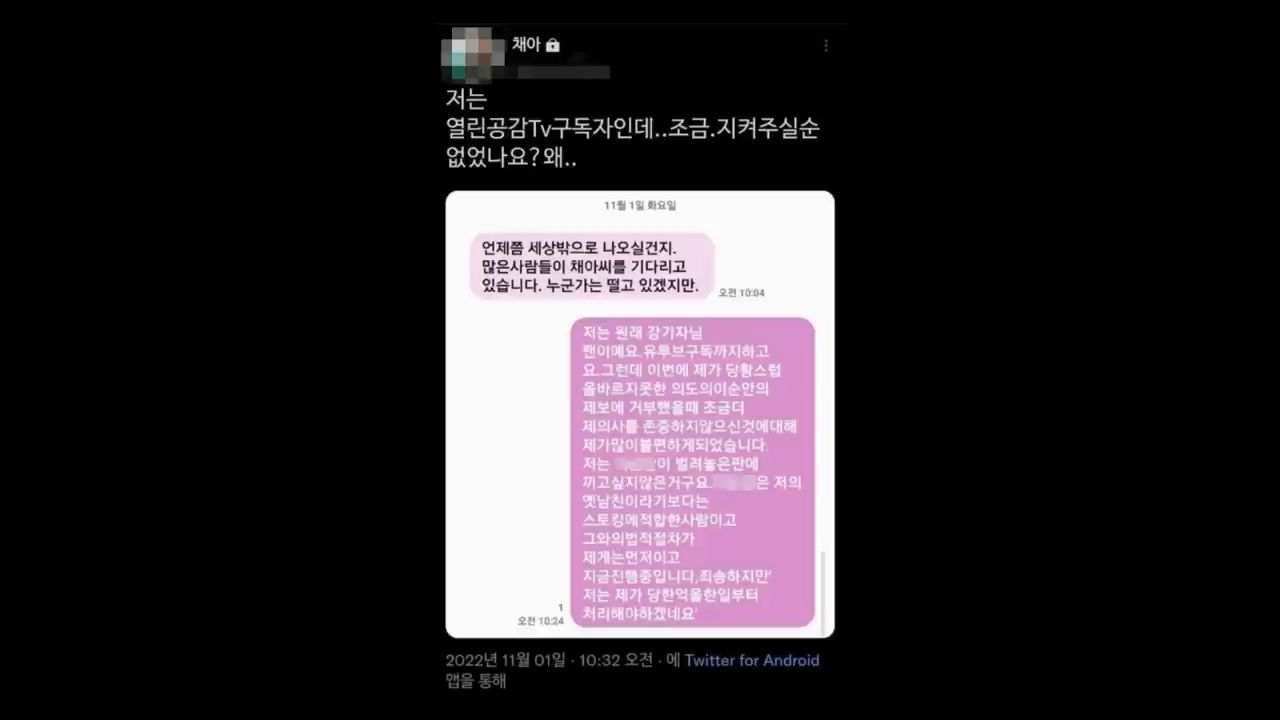 채아
저는
열린공감Tv구독자인데..조금.지켜주실순
없었나요?왜..
11월 1일 화요일
언제쯤 세상밖으로 나오실건지.
많은사람들이 채아씨를 기다리고
있습니다. 누군가는 떨고 있겠지만.
오전 10:04
저는 원래 강기자님
팬이예요.유투브구독까지하고
요.그런데 이번에 제가 당황스럽
올바르지못한 의도의이순안의
제보에 거부했을때 조금더
제의사를 존중하지않으신것에대해
제가많이불편하게되었습니다.
저는 이 벌려놓은판에
끼고싶지않은거구요. 은 저의
옛남친이라기보다는
스토킹에적합한사람이고
그와의법적절차가
제게는먼저이고
지금진행중입니다,죄송하지만'
저는 제가 당한억울한일부터
처리해야하겠네요'
1
오전 10:24
2022년 11월 01일 · 10:32 오전 · 에 Twitter for Android
앱을 통해